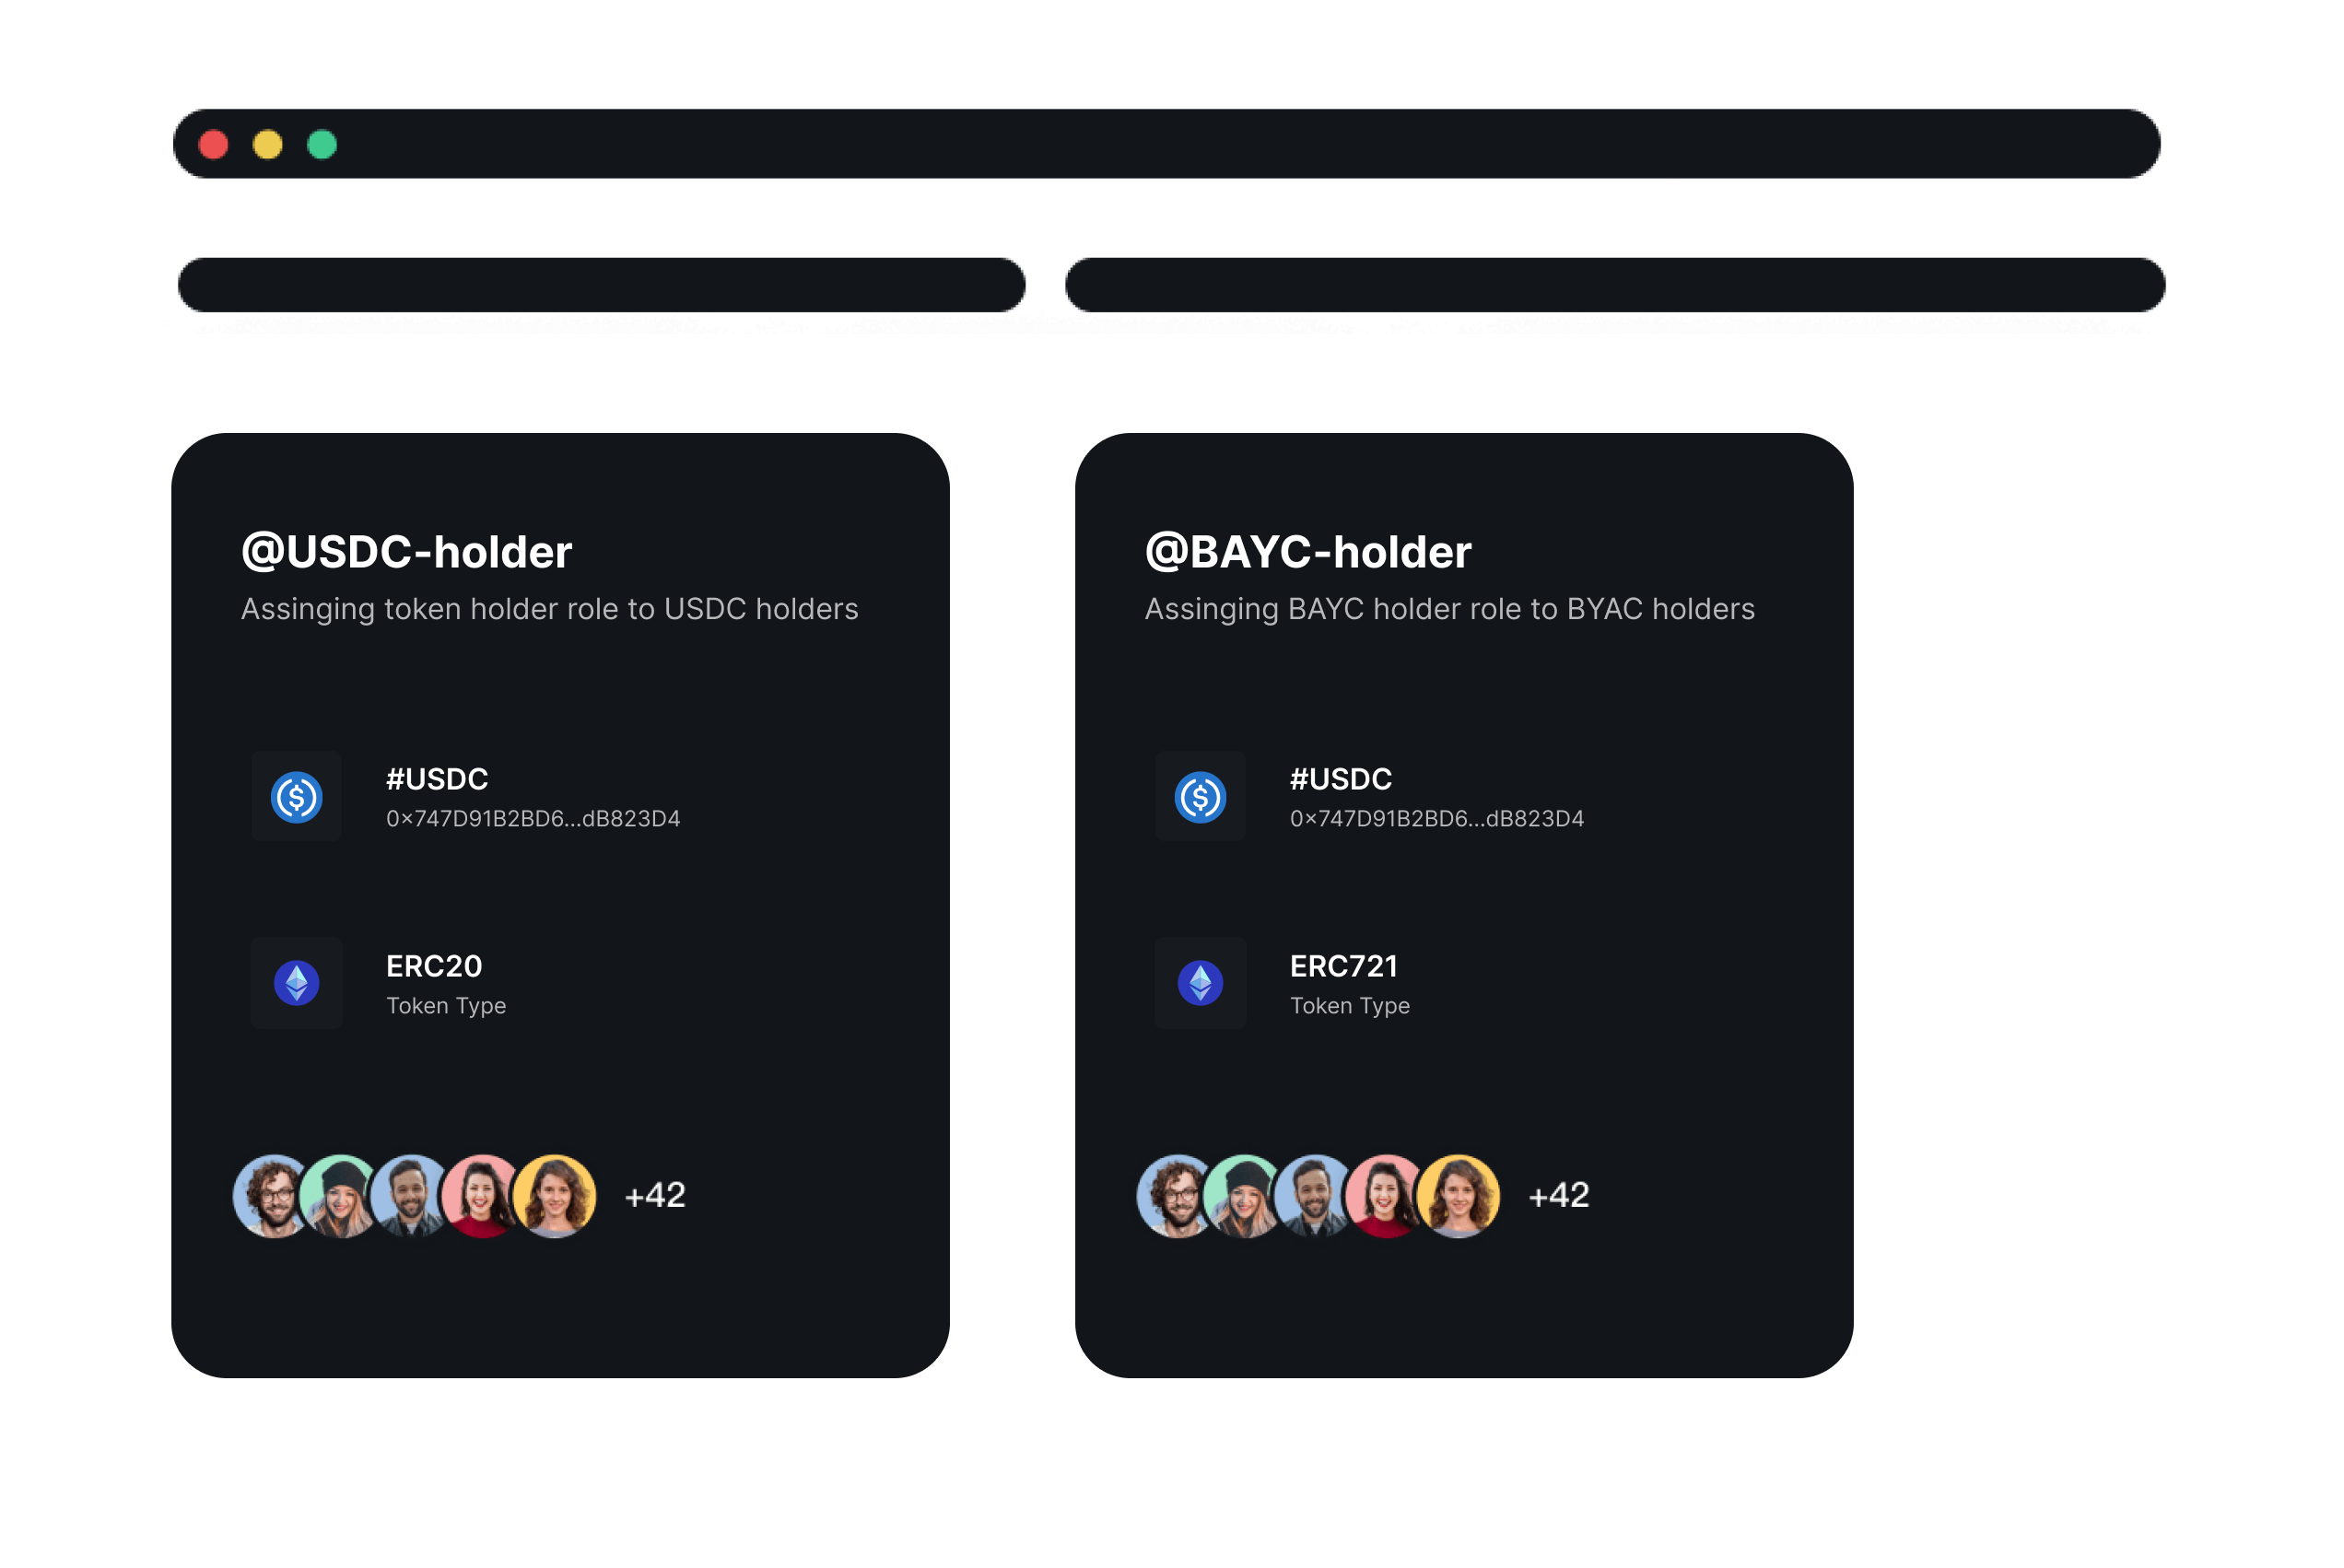 @USDC-holder
Assinging token holder role to USDC holders
#USDC
0×747D91B2BD6...dB823D4
ERC20
Token Type
+42
@BAYC-holder
Assinging BAYC holder role to BYAC holders
#USDC
0×747D91B2BD6...dB823D4
ERC721
Token Type
+42